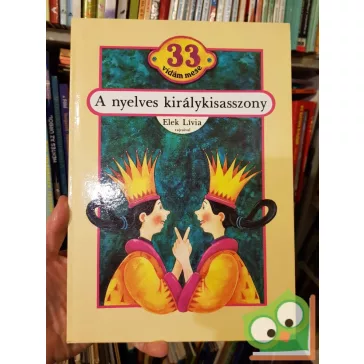 33
vidám mese
A nyelves királykisasszony
Elek Lívia
rajzaival